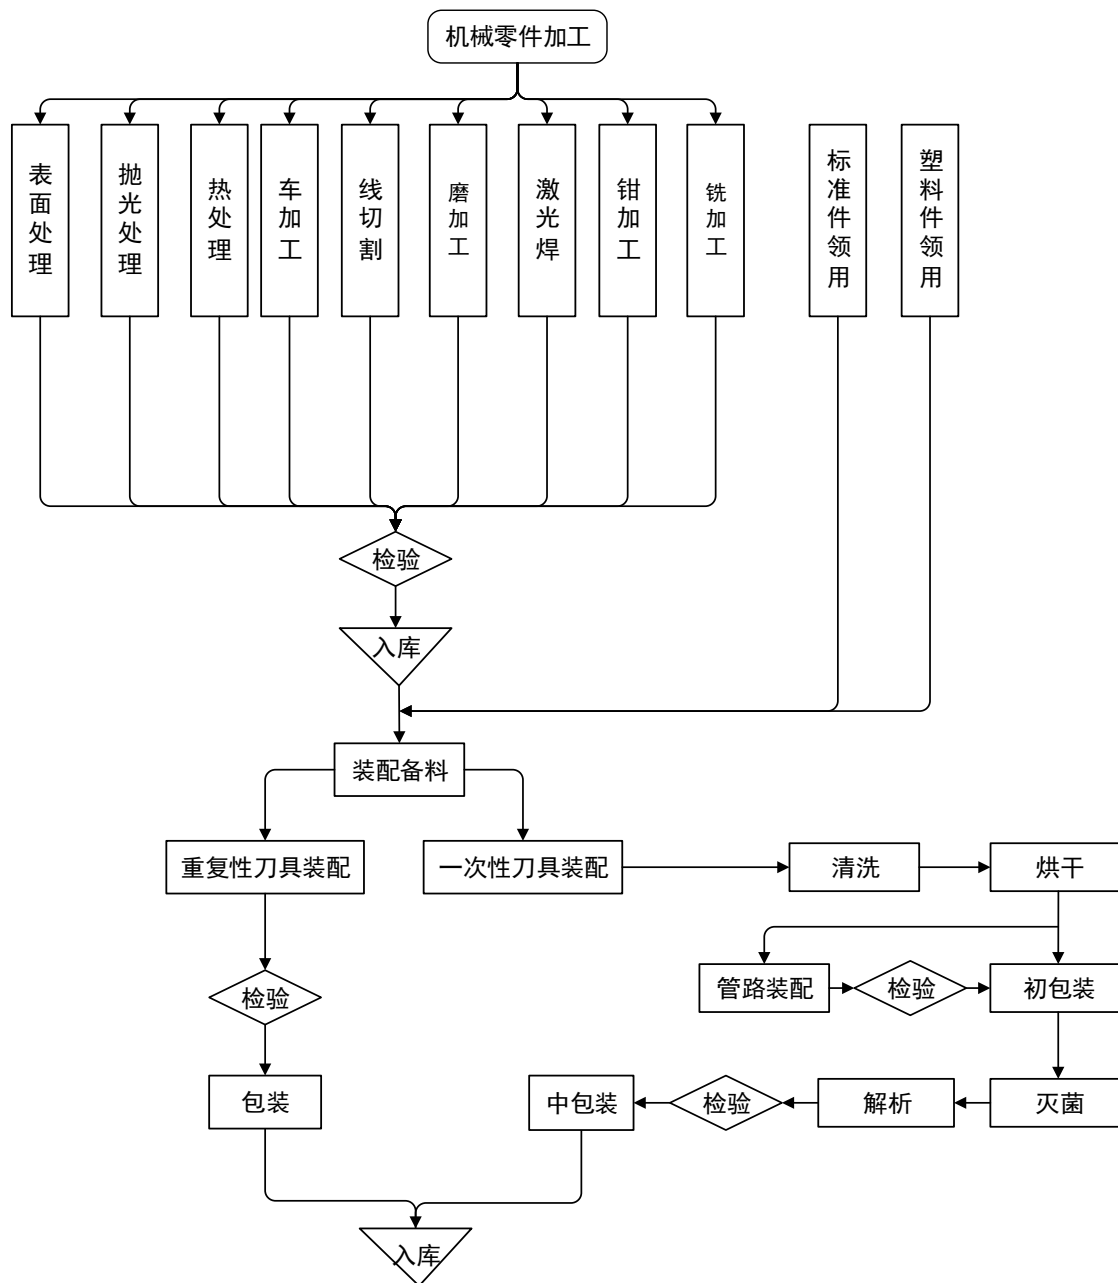 机械零件加工
表面处理
抛光处理
热处理
车加工
线切割
磨加工
激光焊
钳加工
铣加工
标准件领用
塑料件领用
检验
入库
装配备料
重复性刀具装配
一次性刀具装配
清洗
烘干
管路装配
检验
初包装
检验
包装
中包装
检验
解析
灭菌
入库